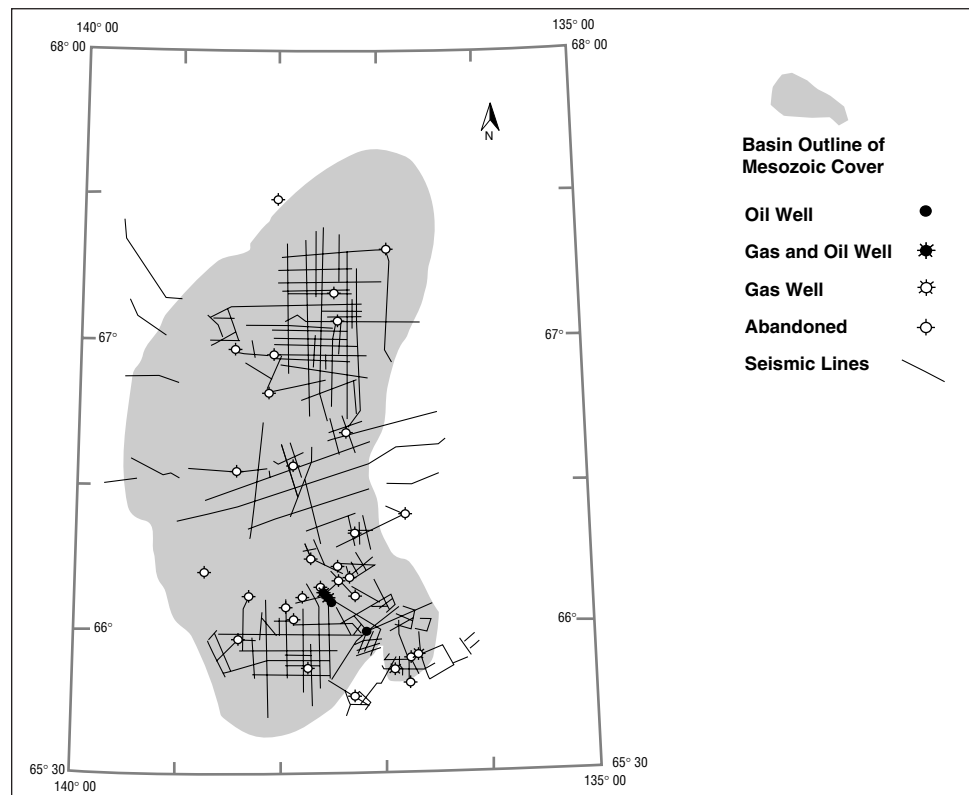 140° 00
135° 00
68° 00
68° 00
N
Basin Outline of
Mesozoic Cover
Oil Well
Gas and Oil Well
Gas Well
67°
67°
Abandoned
Seismic Lines
66°
66°
65° 30
65° 30
140° 00
135° 00